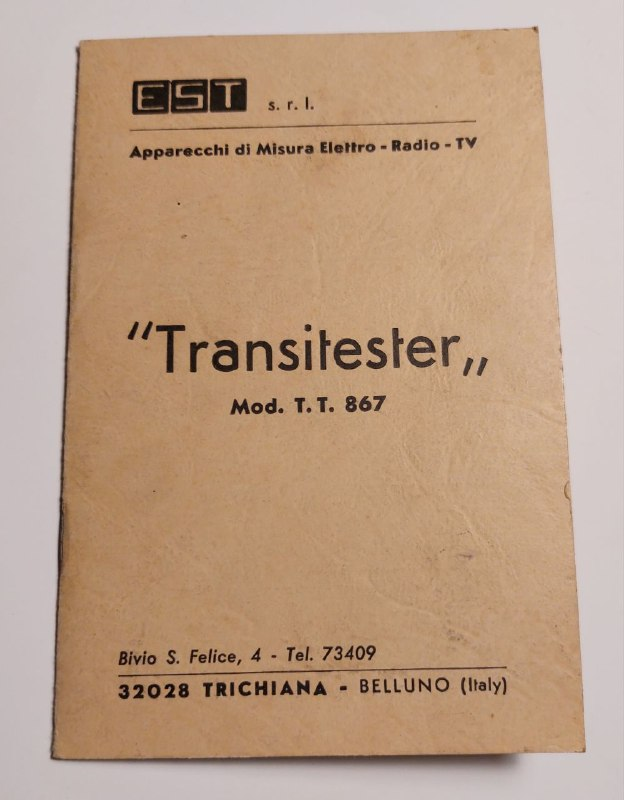 EST s. r. l.
Apparecchi di Misura Elettro - Radio - TV
"Transitester„
Mod. T. T. 867
Bivio S. Felice, 4 - Tel. 73409
32028 TRICHIANA - BELLUNO (Italy)